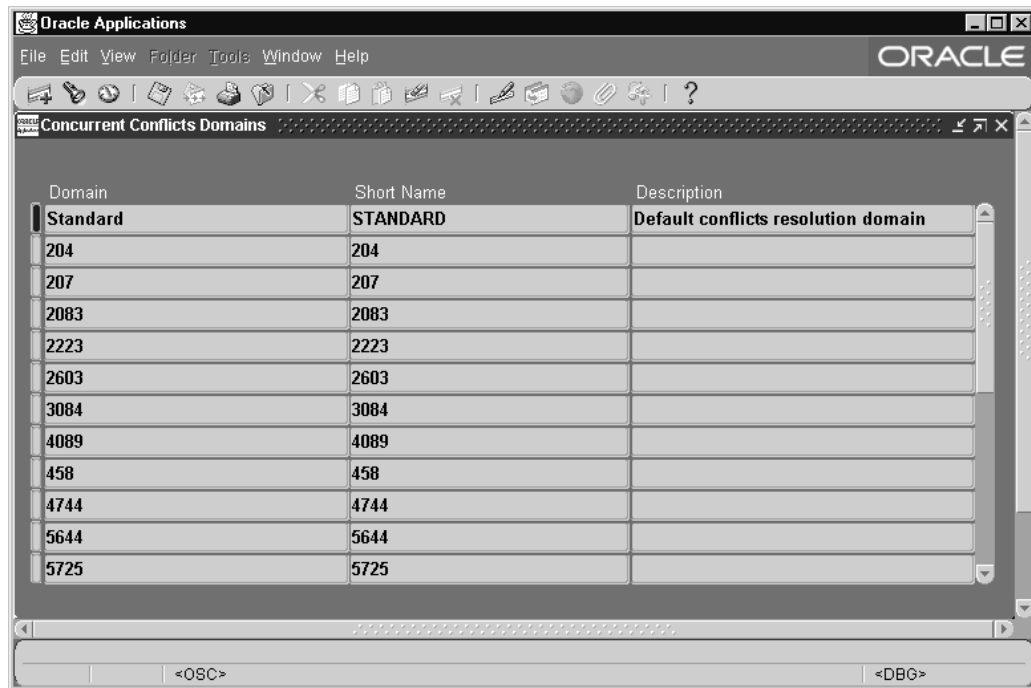 Oracle Applications
File Edit View Folder Tools Window Help
ORACLE
Concurrent Conflicts Domains
Domain Short Name Description
Standard STANDARD Default conflicts resolution domain
204 204
207 207
2083 2083
2223 2223
2603 2603
3084 3084
4089 4089
458 458
4744 4744
5644 5644
5725 5725
<OSC> <DBG>